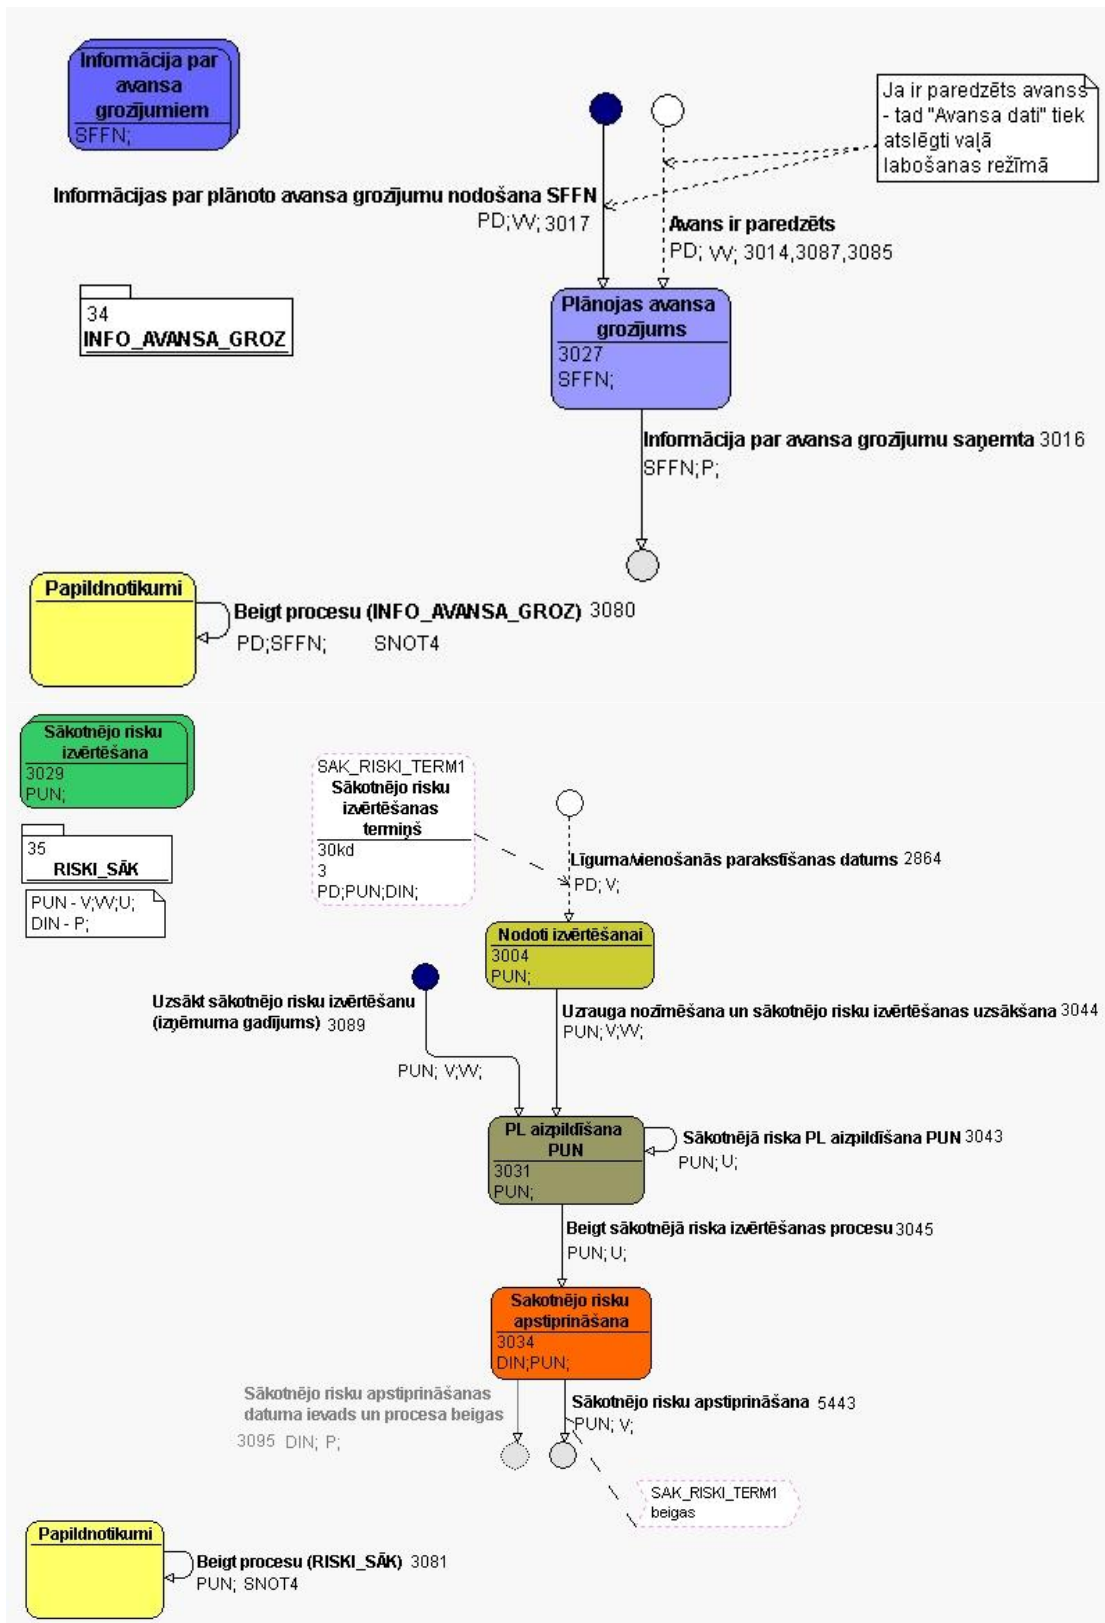 Informācija par
avansa
grozījumiem
SFFN;
Ja ir paredzēts avanss
- tad "Avansa dati" tiek
atslēgti vaļā
labošanas režīmā
Informācijas par plānoto avansa grozījumu nodošana SFFN
PD;VV; 3017
Avans ir paredzēts
PD; VV; 3014,3087,3085
34
INFO_AVANSA_GROZ
Plānojas avansa
grozījums
3027
SFFN;
Informācija par avansa grozījumu saņemta 3016
SFFN;P;
Papildnotikumi
Beigt procesu (INFO_AVANSA_GROZ) 3080
PD;SFFN; SNOT4
Sākotnējo risku
izvērtēšana
3029
PUN;
35
RISKI_SĀK
PUN - V;VV;U;
DIN - P;
SAK_RISKI_TERM1
Sākotnējo risku
izvērtēšanas
termiņš
30kd
3
PD;PUN;DIN;
Līguma/vienošanās parakstīšanas datums 2864
PD; V;
Nodoti izvērtēšanai
3004
PUN;
Uzsākt sākotnējo risku izvērtēšanu
(izņēmuma gadījums) 3089
PUN; V;VV;
Uzrauga nozīmēšana un sākotnējo risku izvērtēšanas uzsākšana 3044
PUN; V;VV;
PL aizpildīšana
PUN
3031
PUN;
Sākotnējā riska PL aizpildīšana PUN 3043
PUN; U;
Beigt sākotnējā riska izvērtēšanas procesu 3045
PUN; U;
Sakotnējo risku
apstiprināšana
3034
DIN;PUN;
Sākotnējo risku apstiprināšanas
datuma ievads un procesa beigas
3095 DIN; P;
Sākotnējo risku apstiprināšana 5443
PUN; V;
SAK_RISKI_TERM1
beigas
Papildnotikumi
Beigt procesu (RISKI_SĀK) 3081
PUN; SNOT4